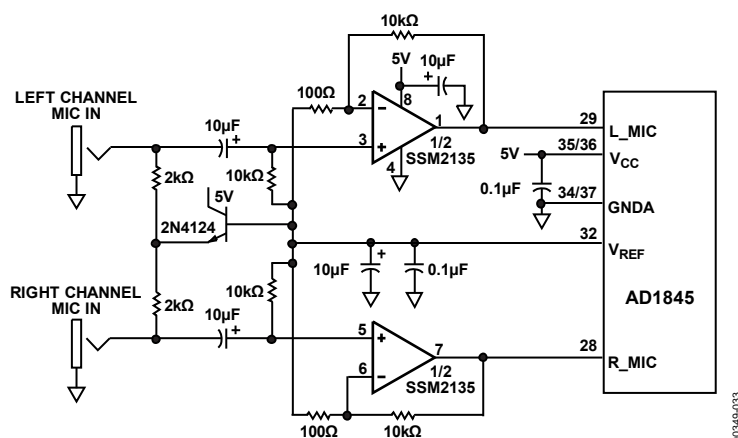 10kΩ
5V
10µF
+
100Ω
LEFT CHANNEL
MIC IN
2
8
10µF
+
1
29
L_MIC
3
1/2
SSM2135
4
35/36
5V
VCC
2kΩ
10kΩ
0.1µF
34/37
GNDA
5V
2N4124
32
VREF
10µF
+
0.1µF
AD1845
RIGHT CHANNEL
MIC IN
2kΩ
10kΩ
10µF
+
5
7
28
R_MIC
6
1/2
SSM2135
100Ω
10kΩ
0349-033